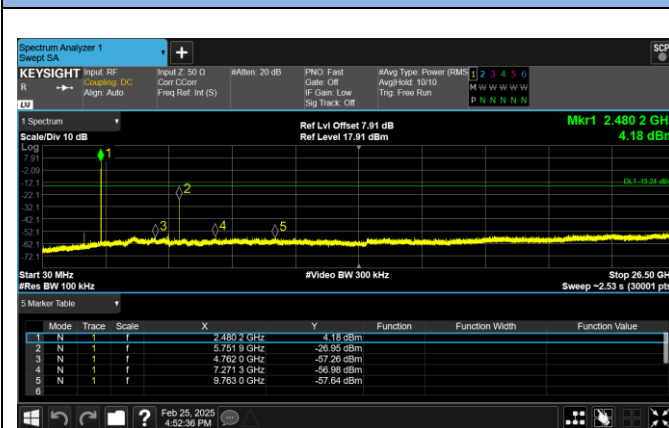 Spectrum Analyzer 1
Swept SA
SCP
KEYSIGHT Input: RF Input Z: 50 Ω #Atten: 20 dB PNO: Fast #Avg Type: Power (RMS 1 2 3 4 5 6
R Coupling: DC Corr CCorr Gate: Off Avg|Hold: 10/10 M W W W W W
Align: Auto Freq Ref: Int (S) IF Gain: Low Trig: Free Run P N N N N N
Sig Track: Off
LXI
1 Spectrum Ref Lvl Offset 7.91 dB Mkr1 2.480 2 GH
Scale/Div 10 dB Ref Level 17.91 dBm 4.18 dBm
Log
7.91 1
-2.09
-12.1
-22.1 2
-32.1
-42.1
-52.1 3 4 5
-62.1
-72.1
Start 30 MHz #Video BW 300 kHz Stop 26.50 GH
#Res BW 100 kHz Sweep ~2.53 s (30001 pts
5 Marker Table
Mode Trace Scale X Y Function Function Width Function Value
1 N 1 f 2.480 2 GHz 4.18 dBm
2 N 1 f 5.751 9 GHz -26.95 dBm
3 N 1 f 4.762 0 GHz -57.26 dBm
4 N 1 f 7.271 3 GHz -56.98 dBm
5 N 1 f 9.763 0 GHz -57.64 dBm
6
? Feb 25, 2025
4:52:36 PM